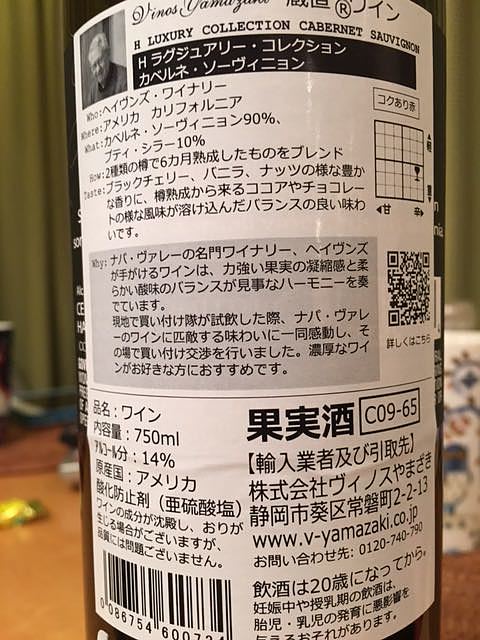 Vinos Yamazaki 蔵直®ワイン
H LUXURY COLLECTION CABERNET SAUVIGNON
H ラグジュアリー・コレクション
カベルネ・ソーヴィニョン
Who:ヘイヴンズ・ワイナリー
Where:アメリカ カリフォルニア
What:カベルネ・ソーヴィニョン90%、
プティ・シラー10%
How:2種類の樽で6カ月熟成したものをブレンド
Taste:ブラックチェリー、バニラ、ナッツの様な豊か
な香りに、樽熟成から来るココアやチョコレー
トの様な風味が溶け込んだバランスの良い味わ
いです。
コクあり赤
軽
重
甘 辛
Why:ナパ・ヴァレーの名門ワイナリー、ヘイヴンズ
が手がけるワインは、力強い果実の凝縮感と柔
らかい酸味のバランスが見事なハーモニーを奏
でています。
現地で買い付け隊が試飲した際、ナパ・ヴァレ
ーのワインに匹敵する味わいに一同感動し、そ
の場で買い付け交渉を行いました。濃厚なワイ
ンがお好きな方におすすめです。
詳しくはこちら
品名:ワイン
内容量:750ml
アルコール分:14%
原産国:アメリカ
酸化防止剤(亜硫酸塩)
ワインの成分が沈殿し、おりが
生じる場合がございますが、
品質には問題ございません。
果実酒 C09-65
【輸入業者及び引取先】
株式会社ヴィノスやまざき
静岡市葵区常磐町2-2-13
www.v-yamazaki.co.jp
お問い合わせ先: 0120-740-790
飲酒は20歳になってから。
妊娠中や授乳期の飲酒は、
胎児・乳児の発育に悪影響を
与えるおそれがあります。
0 086754 600734